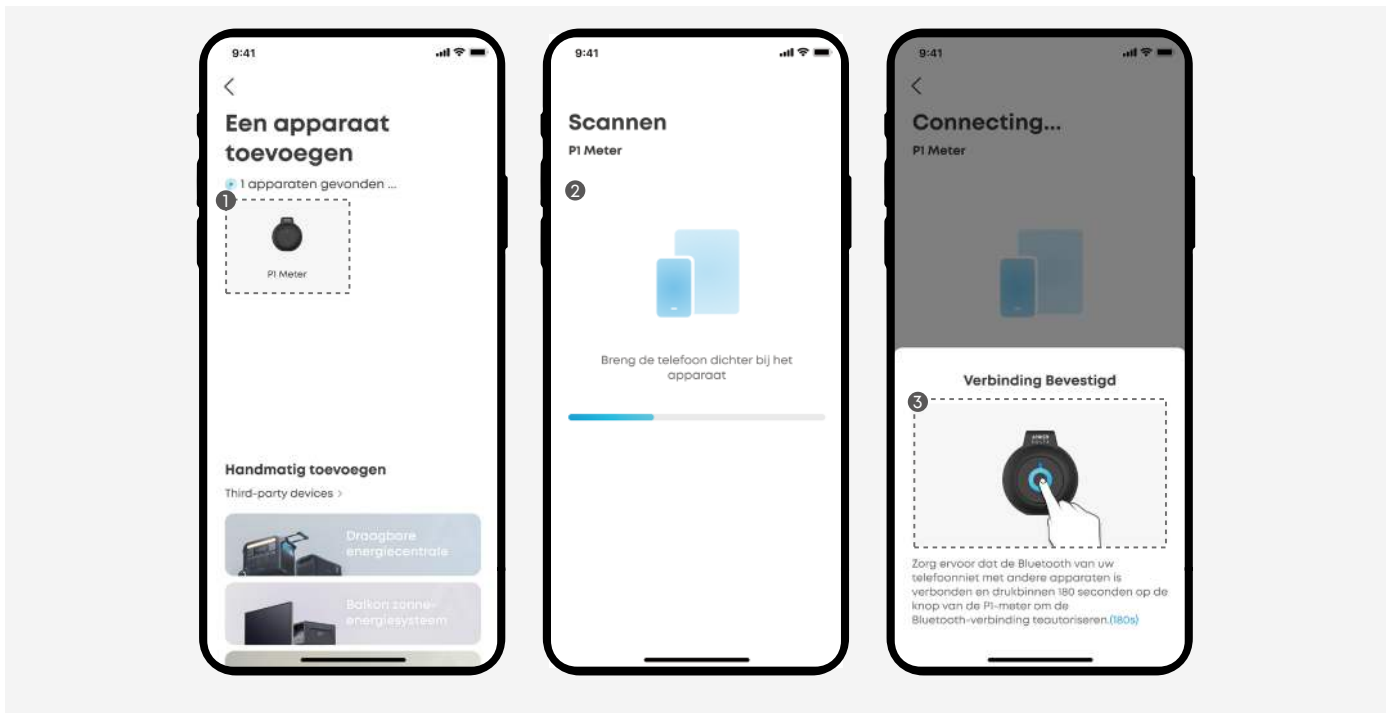 9:41
Een apparaat
toevoegen
1 apparaten gevonden ...
1
P1 Meter
Handmatig toevoegen
Third-party devices >
Draagbare
energiecentrale
Balkon zonne-
energiesysteem
9:41
Scannen
P1 Meter
2
Breng de telefoon dichter bij het
apparaat
9:41
Connecting...
P1 Meter
Verbinding Bevestigd
3
ANKER
SOLIX
Zorg ervoor dat de Bluetooth van uw
telefoonniet met andere apparaten is
verbonden en drukbinnen 180 seconden op de
knop van de P1-meter om de
Bluetooth-verbinding teautoriseren.(180s)